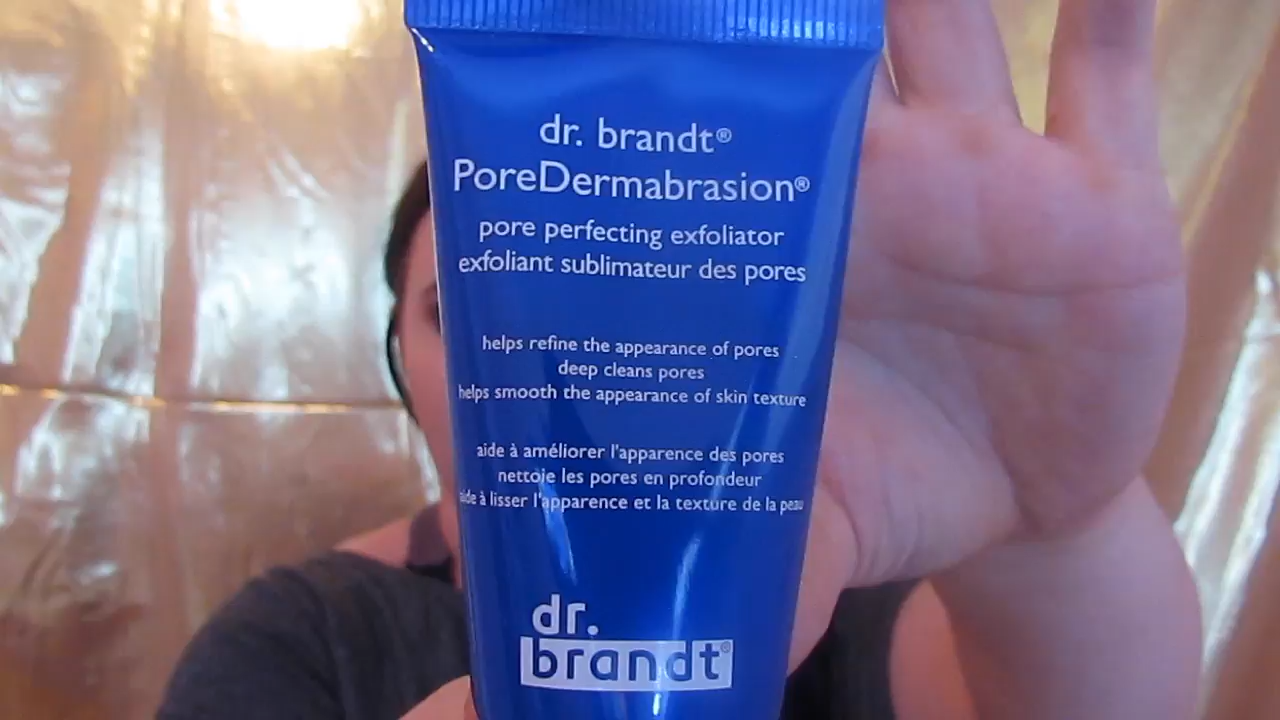 dr. brandt®
PoreDermabrasion®
pore perfecting exfoliator
exfoliant sublimateur des pores
helps refine the appearance of pores
deep cleans pores
helps smooth the appearance of skin texture
aide à améliorer l'apparence des pores
nettoie les pores en profondeur
aide à lisser l'apparence et la texture de la peau
dr.
brandt®